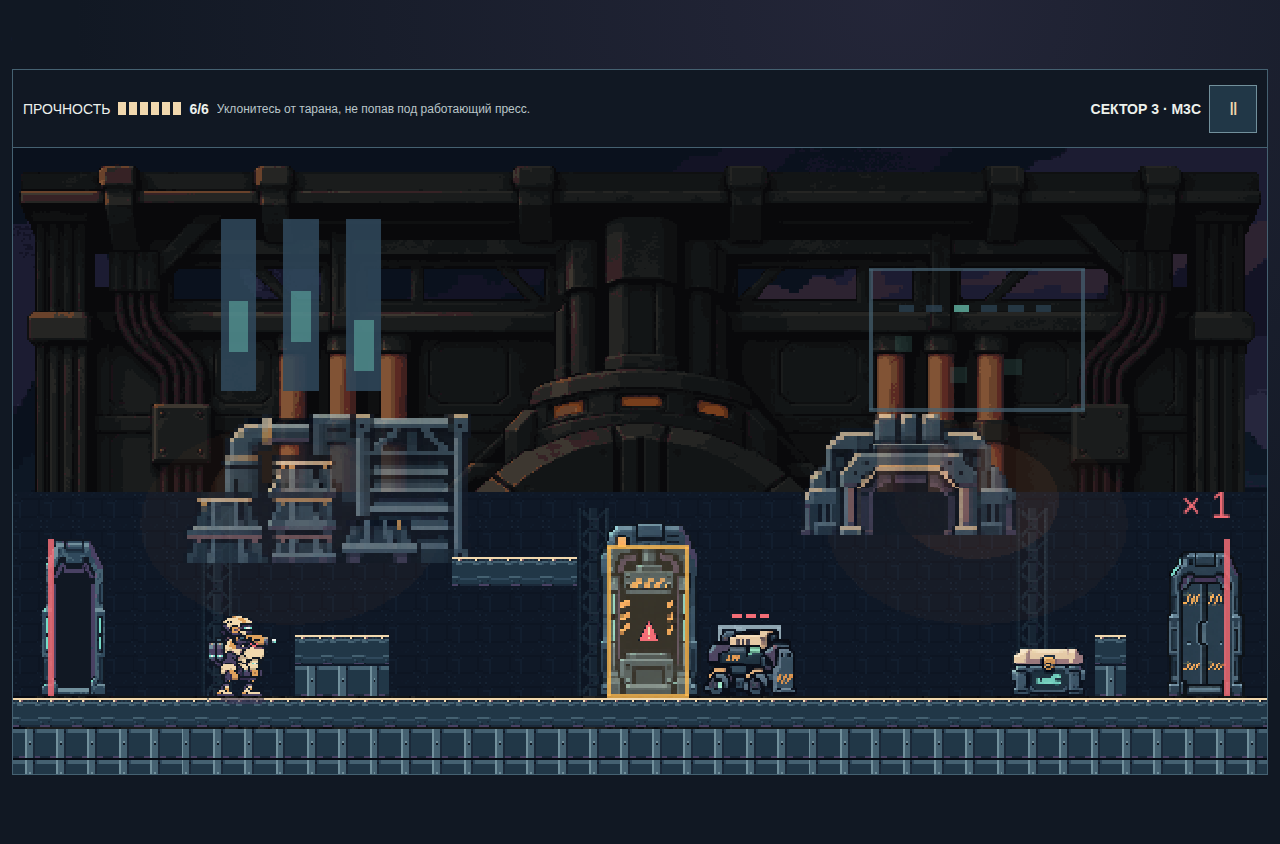 ПРОЧНОСТЬ 6/6 Уклонитесь от тарана, не попав под работающий пресс.
СЕКТОР 3 · МЗС
II
× 1